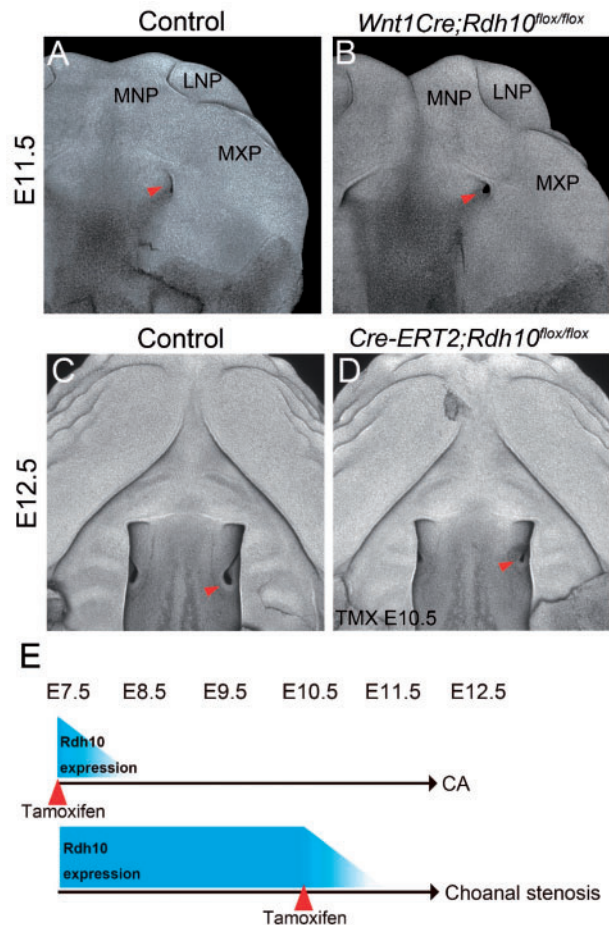 Control
Wnt1Cre;Rdh10flox/flox
A
MNP
LNP
MXP
B
MNP
LNP
MXP
E11.5
Control
Cre-ERT2;Rdh10flox/flox
C
D
TMX E10.5
E12.5
E
E7.5 E8.5 E9.5 E10.5 E11.5 E12.5
Rdh10
expression
CA
Tamoxifen
Rdh10
expression
Choanal stenosis
Tamoxifen